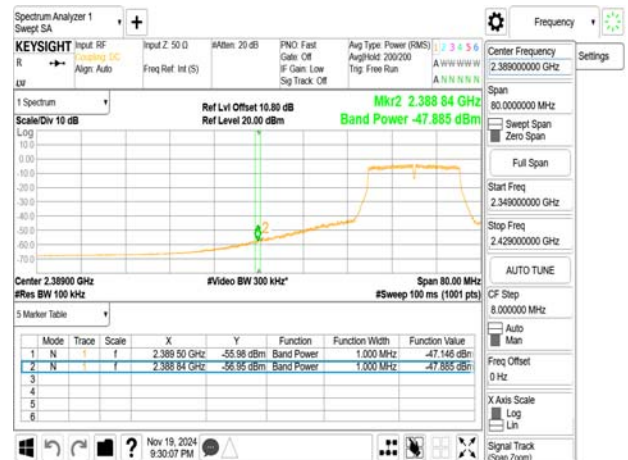 Spectrum Analyzer 1
Swept SA
Frequency
KEYSIGHT
R
Input: RF
Coupling: DC
Align: Auto
Input Z: 50 Ω
Freq Ref: Int (S)
#Atten: 20 dB
PNO: Fast
Gate: Off
IF Gain: Low
Sig Track: Off
Avg Type: Power (RMS)
Avg|Hold: 200/200
Trig: Free Run
1 2 3 4 5 6
A W W W W W
A N N N N N
Center Frequency
2.389000000 GHz
Settings
Span
80.0000000 MHz
Swept Span
Zero Span
Full Span
Start Freq
2.349000000 GHz
Stop Freq
2.429000000 GHz
AUTO TUNE
CF Step
8.000000 MHz
Auto
Man
Freq Offset
0 Hz
X Axis Scale
Log
Lin
Signal Track
(Span Zoom)
1 Spectrum
Scale/Div 10 dB
Ref Lvl Offset 10.80 dB
Ref Level 20.00 dBm
Mkr2 2.388 84 GHz
Band Power -47.885 dBm
Log
10.0
0.00
-10.0
-20.0
-30.0
-40.0
-50.0
-60.0
-70.0
2
Center 2.38900 GHz
#Res BW 100 kHz
#Video BW 300 kHz*
Span 80.00 MHz
#Sweep 100 ms (1001 pts)
5 Marker Table
Mode Trace Scale X Y Function Function Width Function Value
1 N 1 f 2.389 50 GHz -55.98 dBm Band Power 1.000 MHz -47.146 dBm
2 N 1 f 2.388 84 GHz -56.95 dBm Band Power 1.000 MHz -47.885 dBm
3
4
5
6
?
Nov 19, 2024
9:30:07 PM